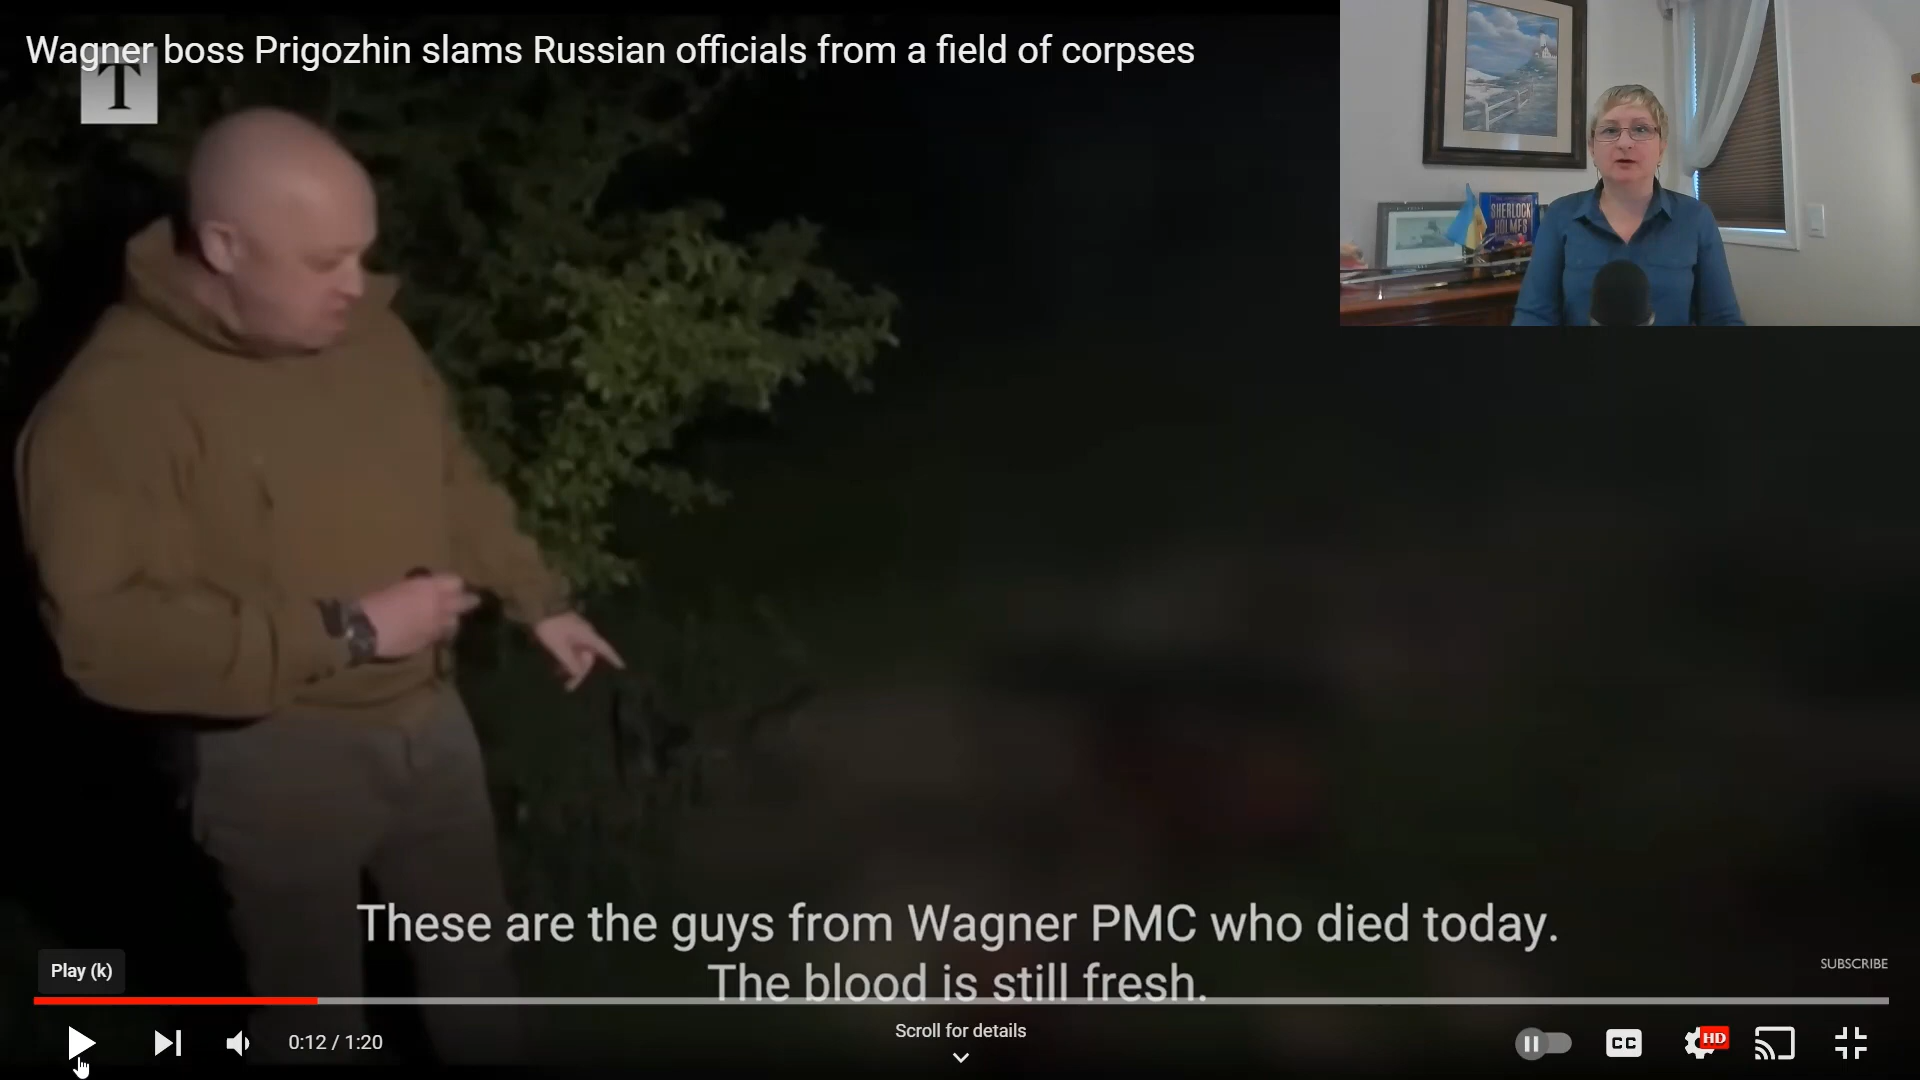 Wagner boss Prigozhin slams Russian officials from a field of corpses
T
SHERLOCK
HOLMES
These are the guys from Wagner PMC who died today.
The blood is still fresh.
Play (k)
SUBSCRIBE
0:12 / 1:20
Scroll for details
CC
HD